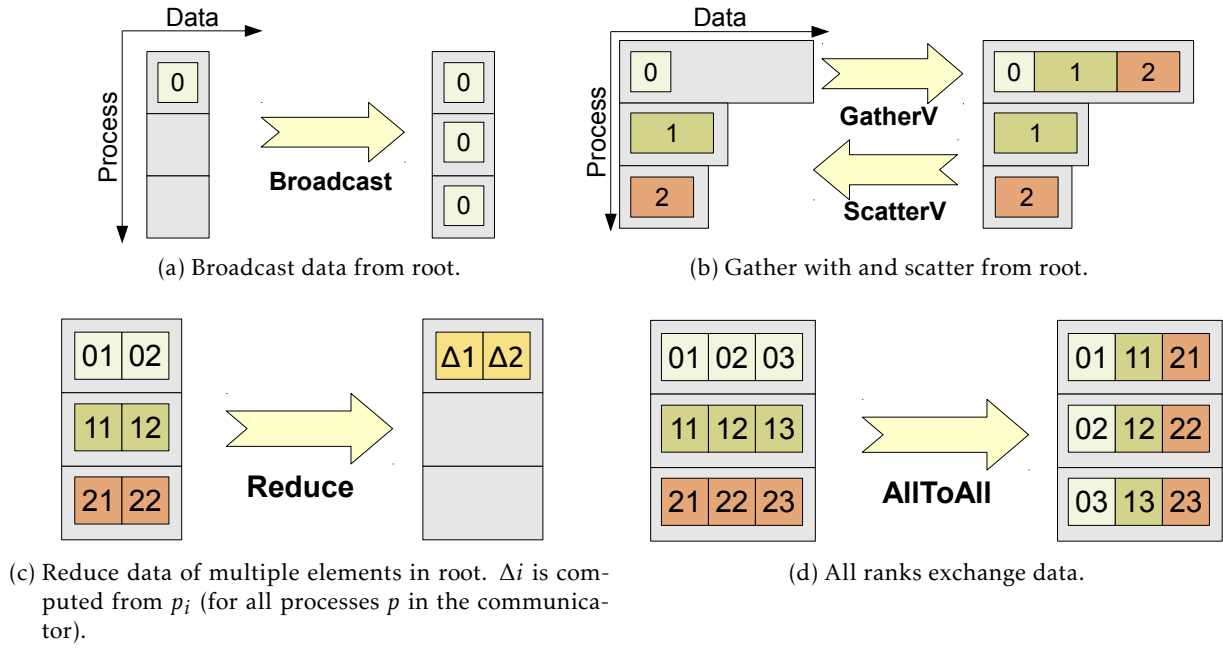 Data
Process
0
Broadcast
0
0
0
(a) Broadcast data from root.
Data
Process
0
1
2
GatherV
ScatterV
0 1 2
1
2
(b) Gather with and scatter from root.
01 02
11 12
21 22
Reduce
Δ1 Δ2
(c) Reduce data of multiple elements in root. Δi is com-
puted from pᵢ (for all processes p in the communica-
tor).
01 02 03
11 12 13
21 22 23
AllToAll
01 11 21
02 12 22
03 13 23
(d) All ranks exchange data.